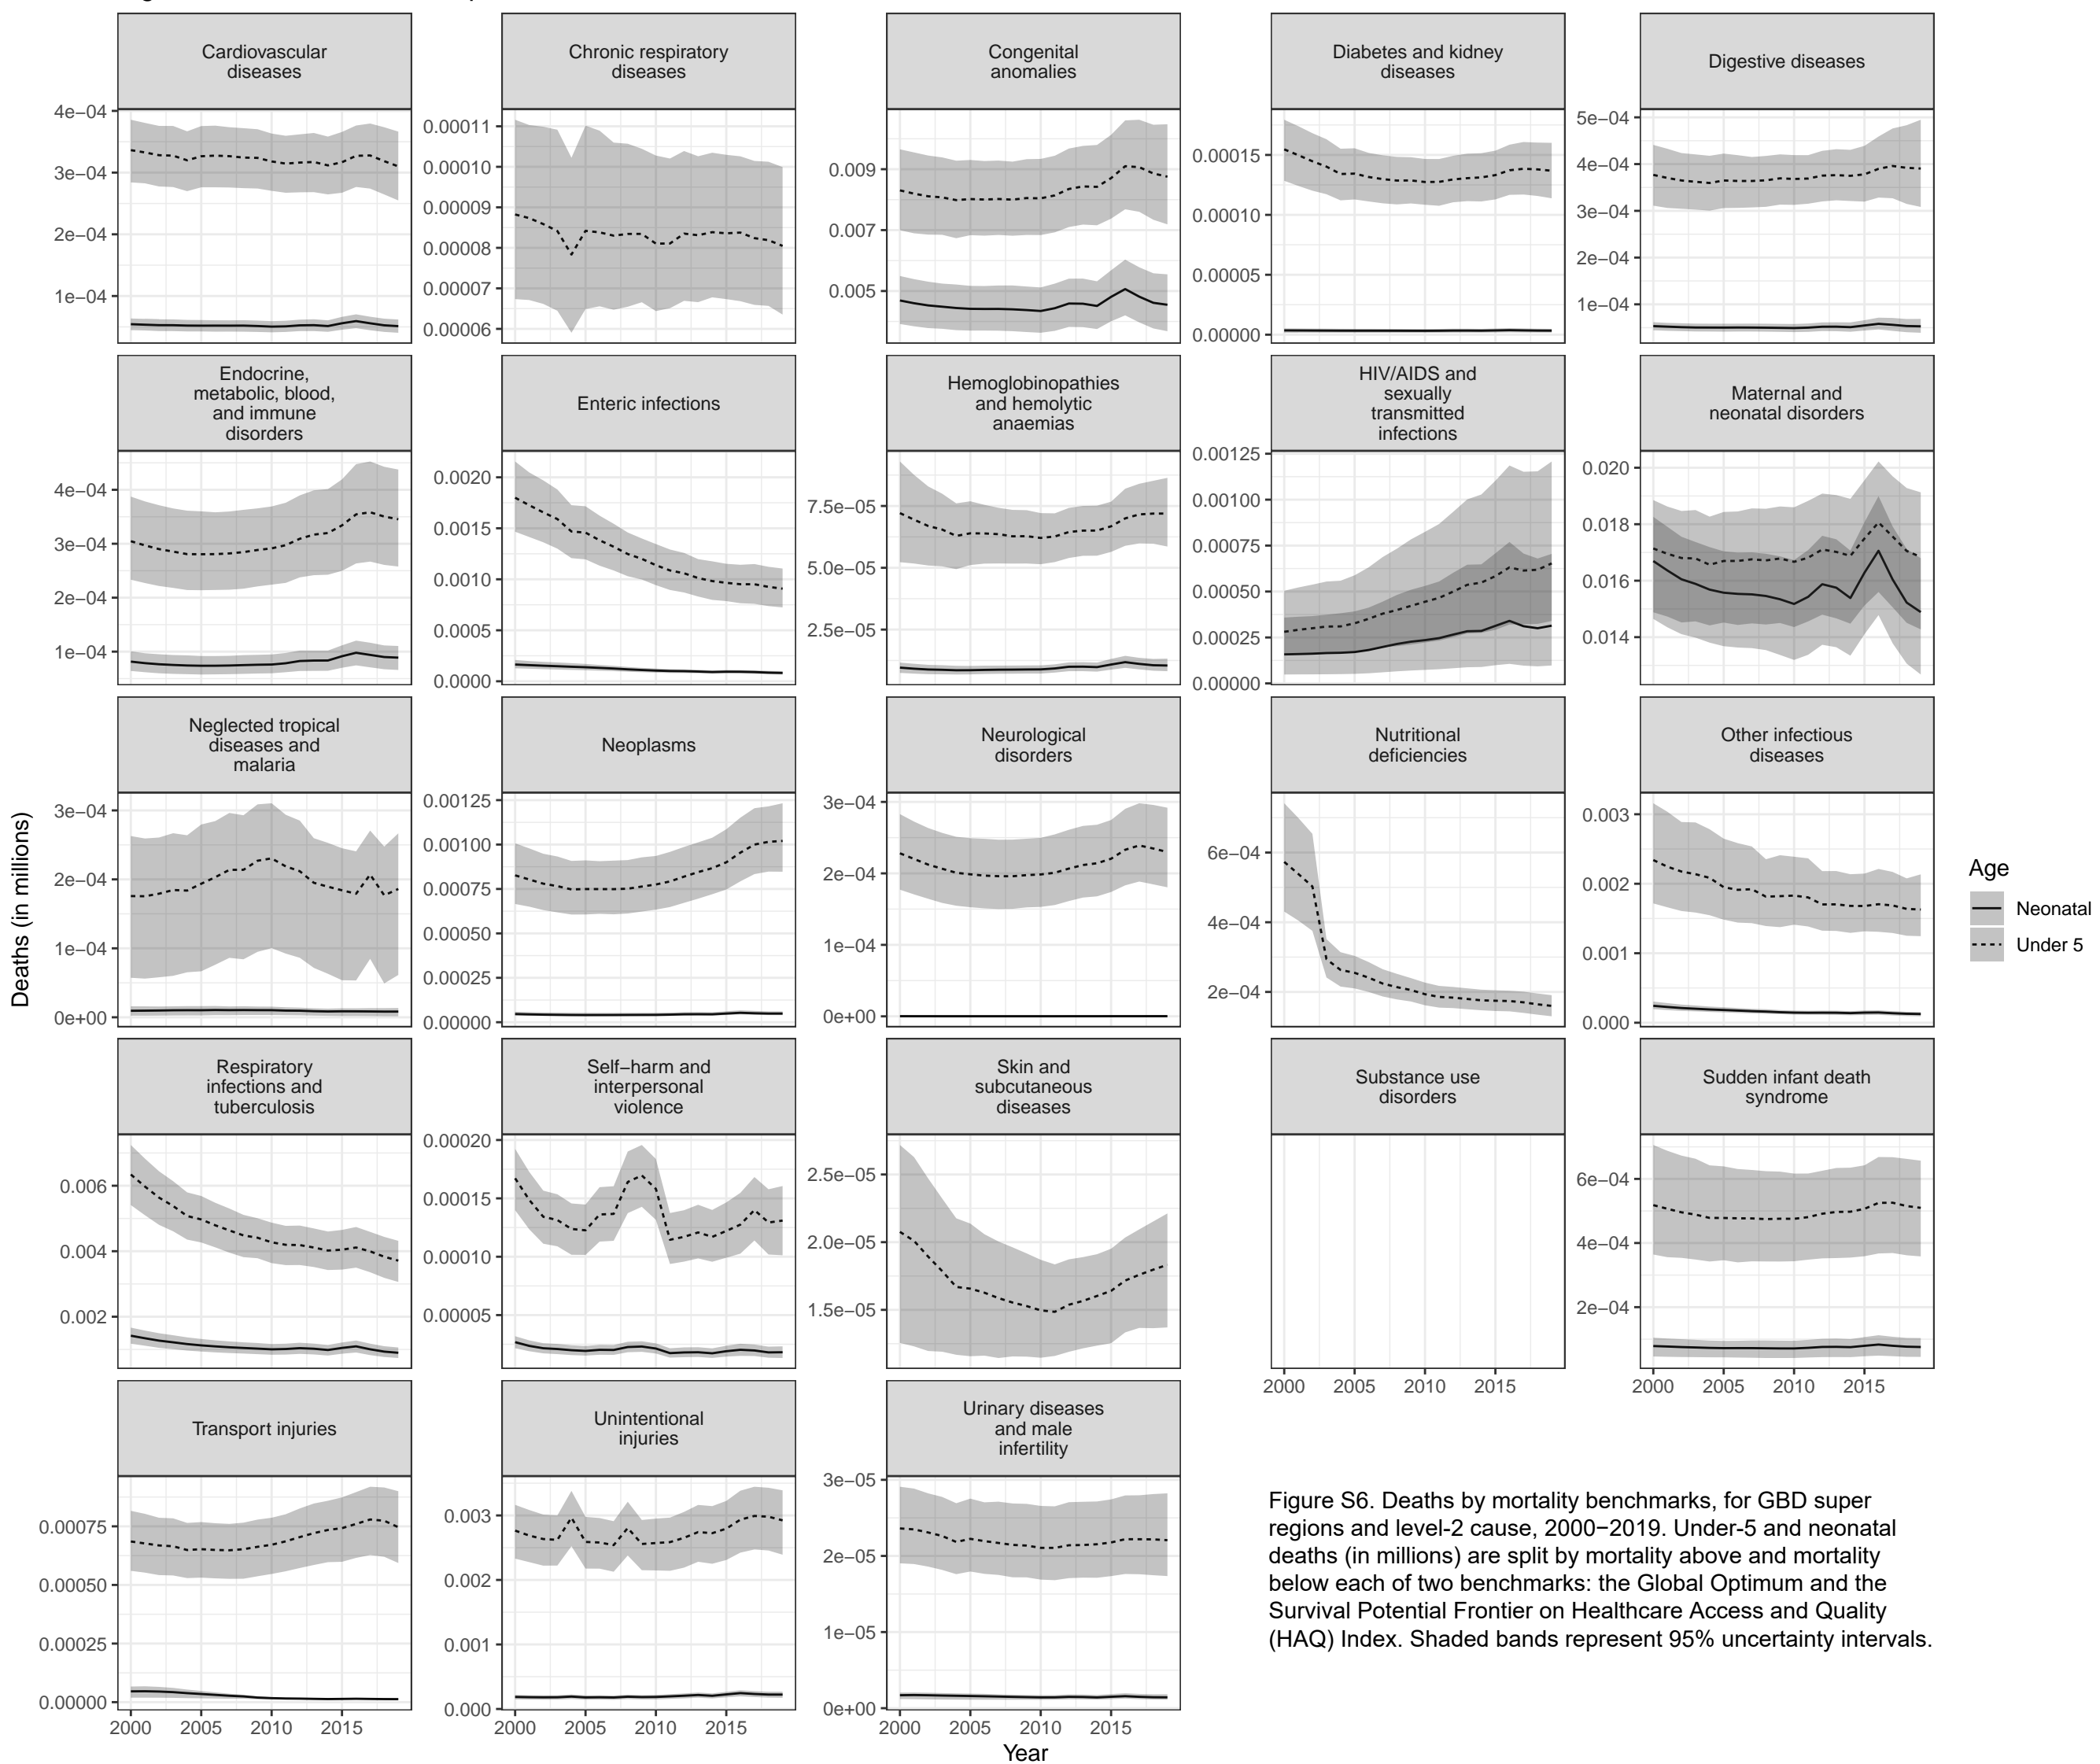 Cardiovascular
diseases
Chronic respiratory
diseases
Congenital
anomalies
Diabetes and kidney
diseases
Digestive diseases
4e−04
3e−04
2e−04
1e−04
0.00011
0.00010
0.00009
0.00008
0.00007
0.00006
0.009
0.007
0.005
0.00015
0.00010
0.00005
0.00000
5e−04
4e−04
3e−04
2e−04
1e−04
Endocrine,
metabolic, blood,
and immune
disorders
Enteric infections
Hemoglobinopathies
and hemolytic
anaemias
HIV/AIDS and
sexually
transmitted
infections
Maternal and
neonatal disorders
4e−04
3e−04
2e−04
1e−04
0.0020
0.0015
0.0010
0.0005
0.0000
7.5e−05
5.0e−05
2.5e−05
0.00125
0.00100
0.00075
0.00050
0.00025
0.00000
0.020
0.018
0.016
0.014
Neglected tropical
diseases and
malaria
Neoplasms
Neurological
disorders
Nutritional
deficiencies
Other infectious
diseases
3e−04
2e−04
1e−04
0e+00
0.00125
0.00100
0.00075
0.00050
0.00025
0.00000
3e−04
2e−04
1e−04
0e+00
6e−04
4e−04
2e−04
0.003
0.002
0.001
0.000
Deaths (in millions)
Age
Neonatal
Under 5
Respiratory
infections and
tuberculosis
Self−harm and
interpersonal
violence
Skin and
subcutaneous
diseases
Substance use
disorders
Sudden infant death
syndrome
0.006
0.004
0.002
0.00020
0.00015
0.00010
0.00005
2.5e−05
2.0e−05
1.5e−05
2000 2005 2010 2015
6e−04
4e−04
2e−04
2000 2005 2010 2015
Transport injuries
Unintentional
injuries
Urinary diseases
and male
infertility
0.00075
0.00050
0.00025
0.00000
2000 2005 2010 2015
0.003
0.002
0.001
0.000
2000 2005 2010 2015
3e−05
2e−05
1e−05
0e+00
2000 2005 2010 2015
Year
Figure S6. Deaths by mortality benchmarks, for GBD super
regions and level-2 cause, 2000−2019. Under-5 and neonatal
deaths (in millions) are split by mortality above and mortality
below each of two benchmarks: the Global Optimum and the
Survival Potential Frontier on Healthcare Access and Quality
(HAQ) Index. Shaded bands represent 95% uncertainty intervals.